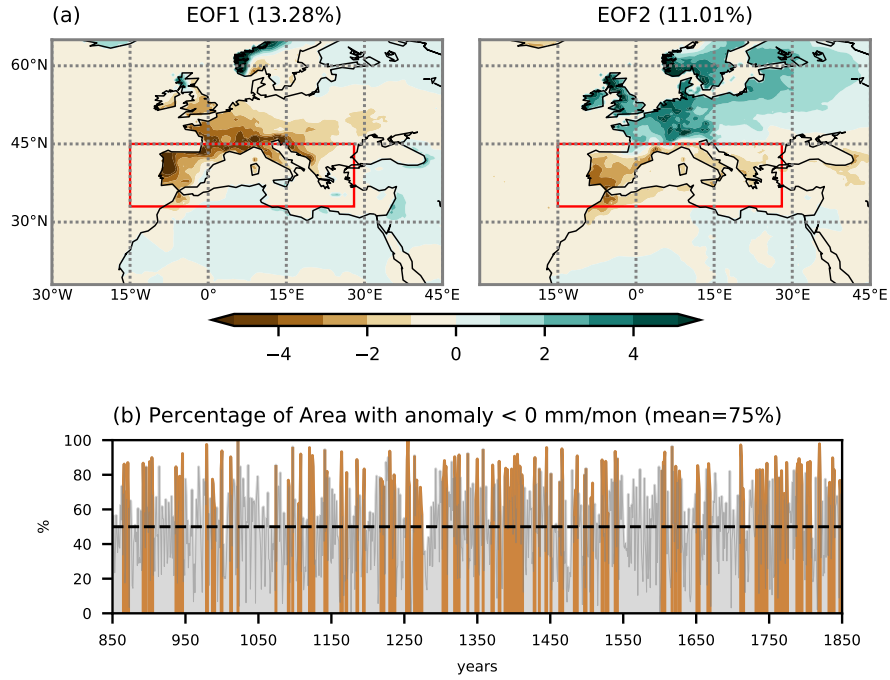 (a) EOF1 (13.28%) EOF2 (11.01%)
60°N
45°N
30°N
30°W 15°W 0° 15°E 30°E 45°E 15°W 0° 15°E 30°E 45°E
−4 −2 0 2 4
(b) Percentage of Area with anomaly < 0 mm/mon (mean=75%)
100
80
60
40
20
0
%
850 950 1050 1150 1250 1350 1450 1550 1650 1750 1850
years